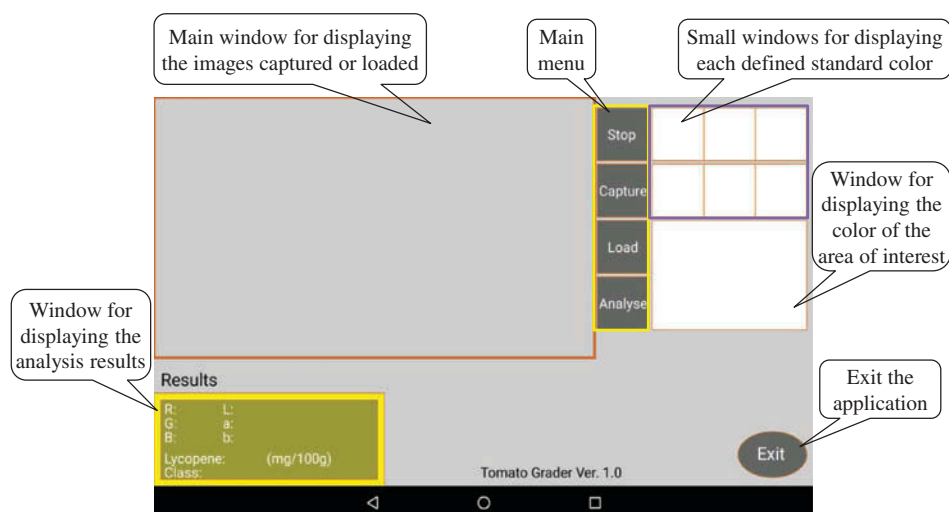 Main window for displaying
the images captured or loaded
Main
menu
Small windows for displaying
each defined standard color
Stop
Capture
Load
Analyse
Window for
displaying the
color of the
area of interest
Window for
displaying the
analysis results
Results
R: L:
G: a:
B: b:
Lycopene: (mg/100g)
Class:
Exit the
application
Exit
Tomato Grader Ver. 1.0